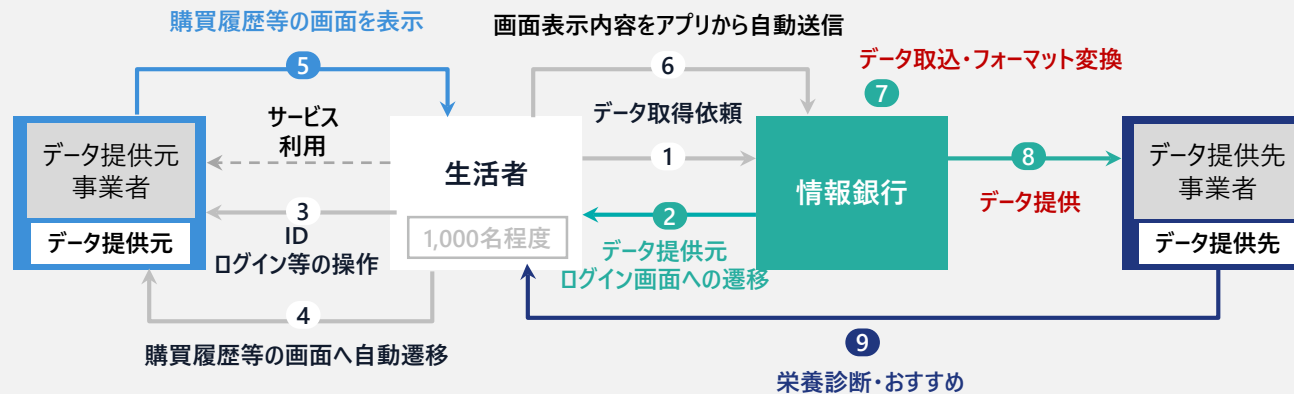 購買履歴等の画面を表示
画面表示内容をアプリから自動送信
5
6
データ取込・フォーマット変換
7
サービス
利用
データ取得依頼
1
データ提供元
事業者
データ提供元
生活者
1,000名程度
情報銀行
8
データ提供
データ提供先
事業者
データ提供先
3
ID
ログイン等の操作
2
データ提供元
ログイン画面への遷移
4
購買履歴等の画面へ自動遷移
9
栄養診断・おすすめ